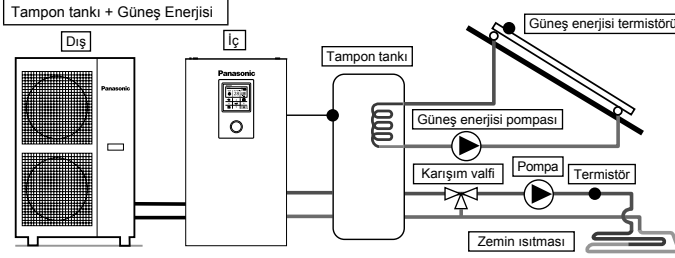 Tampon tankı + Güneş Enerjisi
Dış
İç
Tampon tankı
Güneş enerjisi termistörü
Panasonic
Panasonic
Güneş enerjisi pompası
Karışım valfi
Pompa
Termistör
Zemin ısıtması